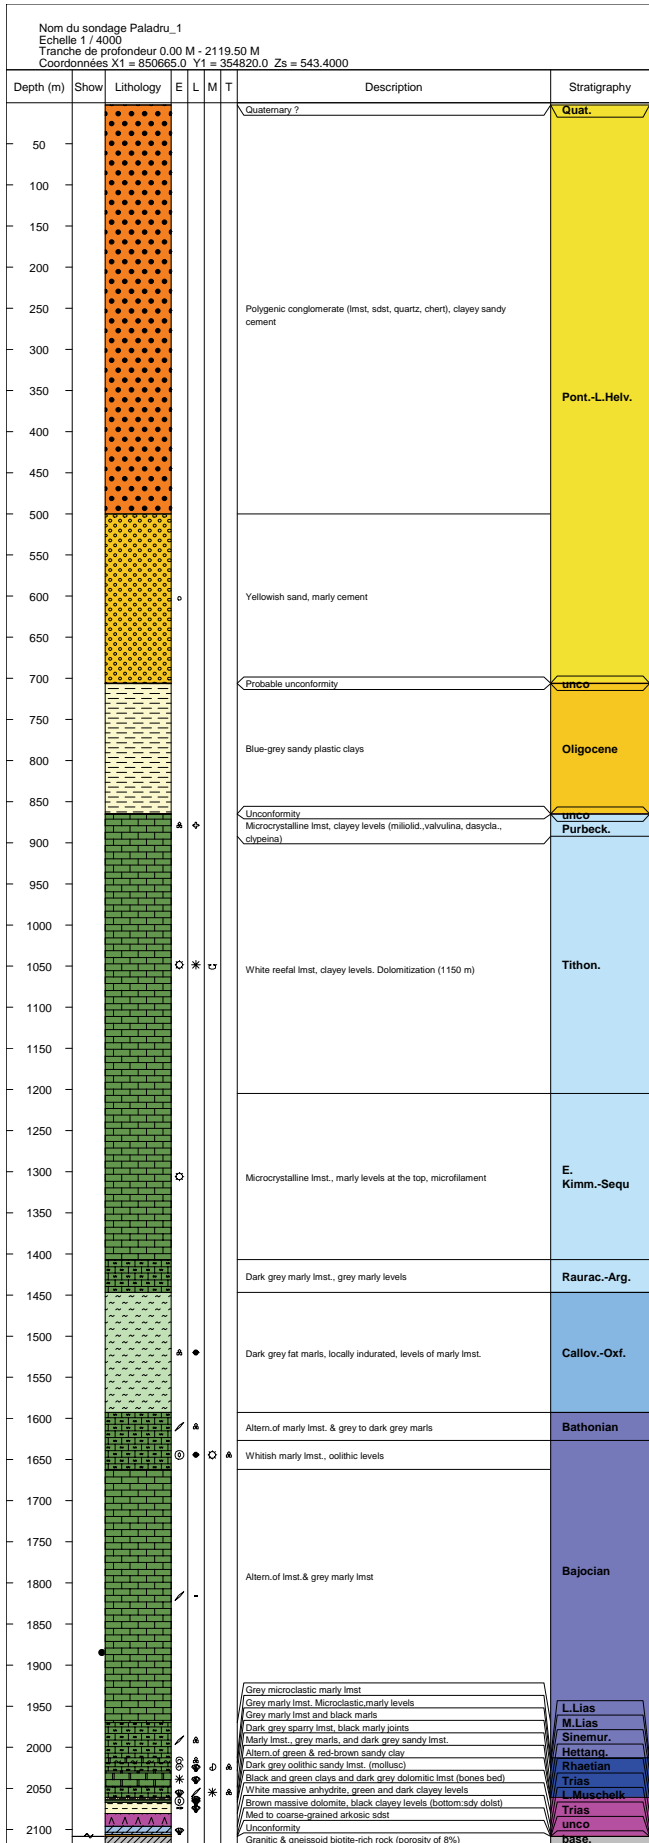 Nom du sondage Paladru_1
Echelle 1 / 4000
Tranche de profondeur 0.00 M - 2119.50 M
Coordonnées X1 = 850665.0 Y1 = 354820.0 Zs = 543.4000
Depth (m) Show Lithology E L M T Description Stratigraphy
Quaternary ? Quat.
50
100
150
200
250
Polygenic conglomerate (lmst, sdst, quartz, chert), clayey sandy
cement
300
350
Pont.-L.Helv.
400
450
500
550
600
Yellowish sand, marly cement
650
700
Probable unconformity unco
750
Blue-grey sandy plastic clays Oligocene
800
850
Unconformity unco
Microcrystalline lmst, clayey levels (miliolid.,valvulina, dasycla.,
clypeina)
Purbeck.
900
950
1000
1050
White reefal lmst, clayey levels. Dolomitization (1150 m) Tithon.
1100
1150
1200
1250
1300
Microcrystalline lmst., marly levels at the top, microfilament
E.
Kimm.-Sequ
1350
1400
Dark grey marly lmst., grey marly levels Raurac.-Arg.
1450
1500
Dark grey fat marls, locally indurated, levels of marly lmst. Callov.-Oxf.
1550
1600
Altern.of marly lmst. & grey to dark grey marls Bathonian
1650
Whitish marly lmst., oolithic levels
1700
1750
Altern.of lmst.& grey marly lmst Bajocian
1800
1850
1900
Grey microclastic marly lmst
1950
Grey marly lmst. Microclastic,marly levels L.Lias
Grey marly lmst and black marls M.Lias
Dark grey sparry lmst, black marly joints Sinemur.
2000
Marly lmst., grey marls, and dark grey sandy lmst. Hettang.
Altern.of green & red-brown sandy clay
Dark grey oolithic sandy lmst. (mollusc) Rhaetian
Black and green clays and dark grey dolomitic lmst (bones bed) Trias
2050
White massive anhydrite, green and dark clayey levels L.Muschelk
Brown massive dolomite, black clayey levels (bottom:sdy dolst) Trias
Med to coarse-grained arkosic sdst unco
2100
Unconformity
Granitic & gneissoid biotite-rich rock (porosity of 8%) base.